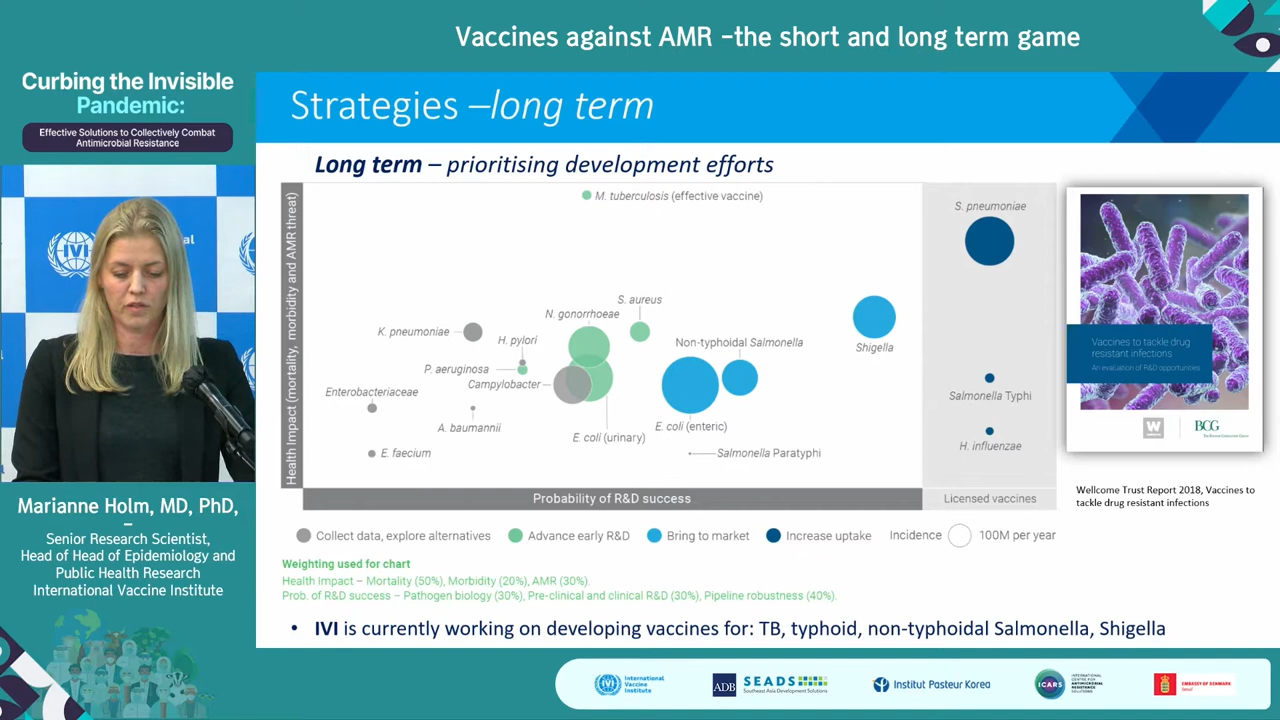 Vaccines against AMR -the short and long term game
Curbing the Invisible
Pandemic:
Effective Solutions to Collectively Combat
Antimicrobial Resistance
IVI
al
Marianne Holm, MD, PhD,
–
Senior Research Scientist,
Head of Head of Epidemiology and
Public Health Research
International Vaccine Institute
Strategies –long term
Long term – prioritising development efforts
Health Impact (mortality, morbidity and AMR threat)
M. tuberculosis (effective vaccine)
S. pneumoniae
S. aureus
N. gonorrhoeae
K. pneumoniae
H. pylori
Non-typhoidal Salmonella
Shigella
P. aeruginosa
Campylobacter
Enterobacteriaceae
Salmonella Typhi
A. baumannii
E. coli (urinary)
E. coli (enteric)
H. influenzae
E. faecium
Salmonella Paratyphi
Probability of R&D success
Licensed vaccines
Collect data, explore alternatives
Advance early R&D
Bring to market
Increase uptake
Incidence
100M per year
Weighting used for chart
Health Impact – Mortality (50%), Morbidity (20%), AMR (30%).
Prob. of R&D success – Pathogen biology (30%), Pre-clinical and clinical R&D (30%), Pipeline robustness (40%).
• IVI is currently working on developing vaccines for: TB, typhoid, non-typhoidal Salmonella, Shigella
Vaccines to tackle drug
resistant infections
An evaluation of R&D opportunities
W
BCG
Wellcome Trust Report 2018, Vaccines to
tackle drug resistant infections
IVI
International
Vaccine
Institute
ADB
SEADS
Southeast Asia Development Solutions
Institut Pasteur Korea
ICARS
INTERNATIONAL
CENTRE FOR
ANTIMICROBIAL
RESISTANCE
SOLUTIONS
EMBASSY OF DENMARK
Seoul